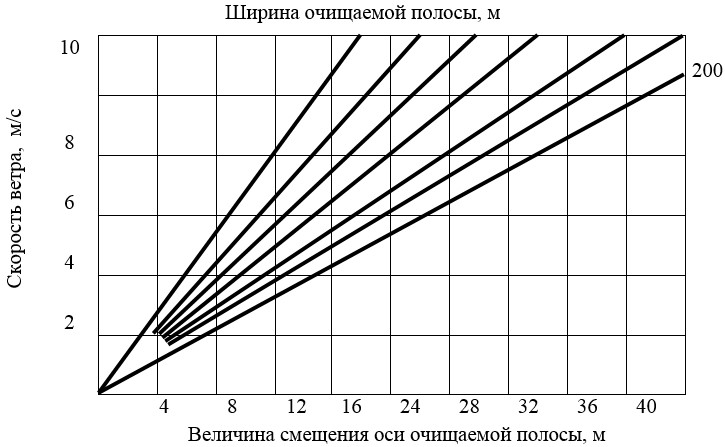 Ширина очищаемой полосы, м
10
200
8
6
4
2
Скорость ветра, м/с
4 8 12 16 24 28 32 36 40
Величина смещения оси очищаемой полосы, м